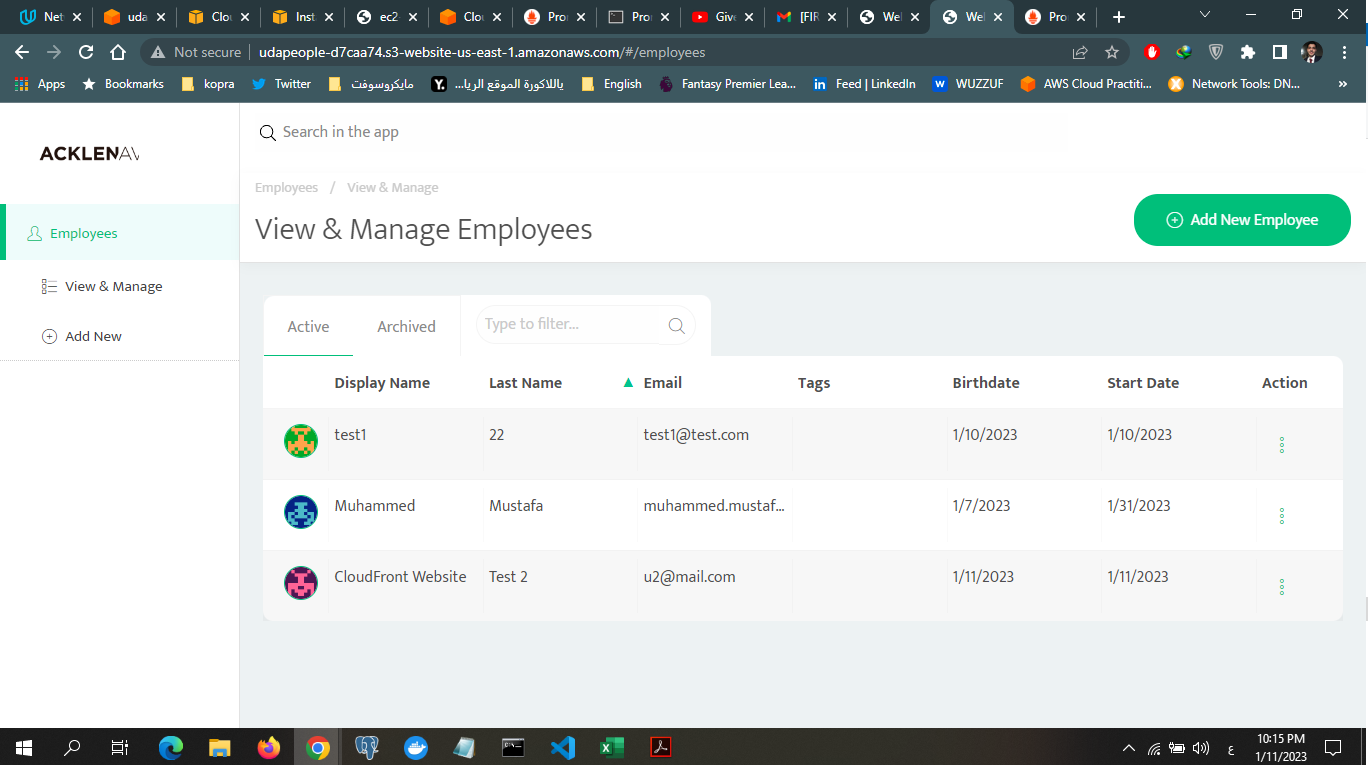 Net
uda
Clou
Inst
ec2
Clou
Pro
Pro
Give
[FIR
Wel
Wel
Pro
Not secure
udapeople-d7caa74.s3-website-us-east-1.amazonaws.com/#/employees
Apps
Bookmarks
kopra
Twitter
مايكروسوفت
ياللاكورة الموقع الريا...
English
Fantasy Premier Lea...
Feed | LinkedIn
WUZZUF
AWS Cloud Practiti...
Network Tools: DN...
»
ACKLENAV
Search in the app
Employees / View & Manage
View & Manage Employees
Add New Employee
Employees
View & Manage
Add New
Active
Archived
Type to filter...
Display Name Last Name Email Tags Birthdate Start Date Action
test1 22 test1@test.com 1/10/2023 1/10/2023
Muhammed Mustafa muhammed.mustaf... 1/7/2023 1/31/2023
CloudFront Website Test 2 u2@mail.com 1/11/2023 1/11/2023
ع
10:15 PM
1/11/2023